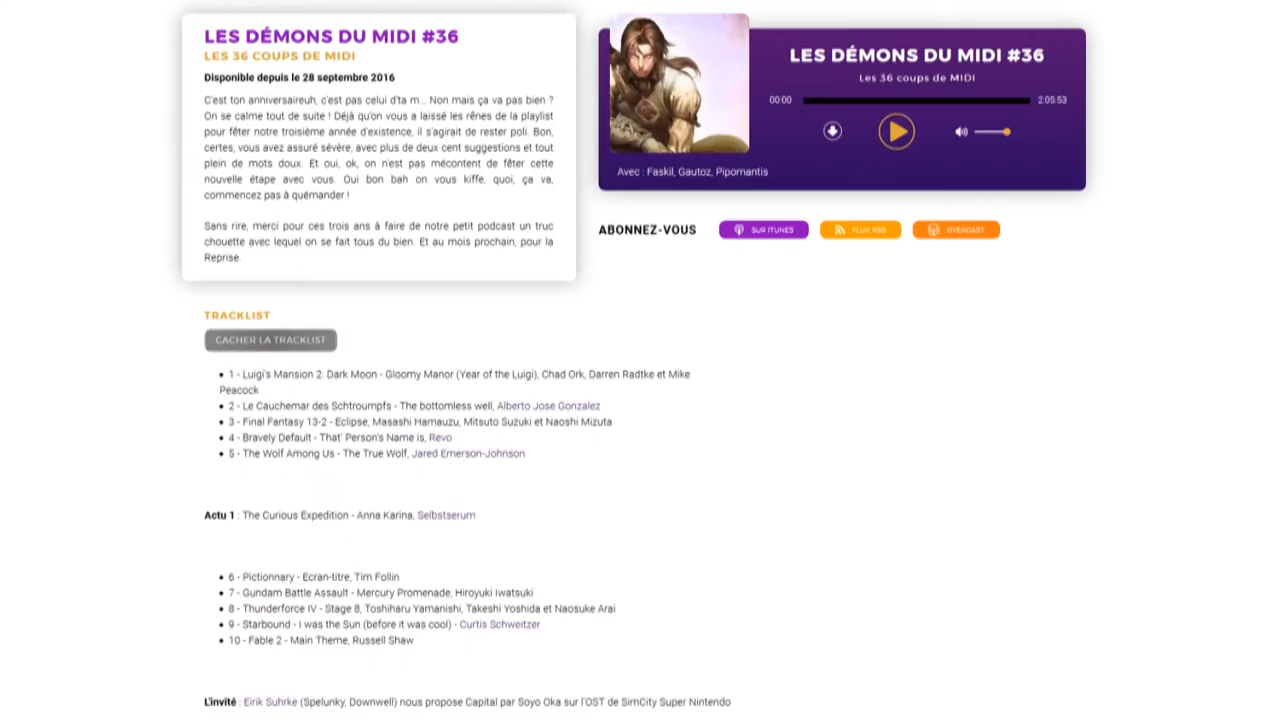 LES DÉMONS DU MIDI #36
LES 36 COUPS DE MIDI
Disponible depuis le 28 septembre 2016
C'est ton anniversaireuh, c'est pas celui d'ta m... Non mais ça va pas bien ?
On se calme tout de suite ! Déjà qu'on vous a laissé les rênes de la playlist
pour fêter notre troisième année d'existence, il s'agirait de rester poli. Bon,
certes, vous avez assuré sévère, avec plus de deux cent suggestions et tout
plein de mots doux. Et oui, ok, on n'est pas mécontent de fêter cette
nouvelle étape avec vous. Oui bon bah on vous kiffe, quoi, ça va,
commencez pas à quémander !
Sans rire, merci pour ces trois ans à faire de notre petit podcast un truc
chouette avec lequel on se fait tous du bien. Et au mois prochain, pour la
Reprise.
LES DÉMONS DU MIDI #36
Les 36 coups de MIDI
00:00
2:05:53
Avec : Faskil, Gautoz, Pipomantis
ABONNEZ-VOUS
SUR ITUNES
FLUX RSS
OVERCAST
TRACKLIST
CACHER LA TRACKLIST
• 1 - Luigi's Mansion 2: Dark Moon - Gloomy Manor (Year of the Luigi), Chad Ork, Darren Radtke et Mike
Peacock
• 2 - Le Cauchemar des Schtroumpfs - The bottomless well, Alberto Jose Gonzalez
• 3 - Final Fantasy 13-2 - Eclipse, Masashi Hamauzu, Mitsuto Suzuki et Naoshi Mizuta
• 4 - Bravely Default - That' Person's Name is, Revo
• 5 - The Wolf Among Us - The True Wolf, Jared Emerson-Johnson
Actu 1 : The Curious Expedition - Anna Karina, Selbstserum
• 6 - Pictionnary - Ecran-titre, Tim Follin
• 7 - Gundam Battle Assault - Mercury Promenade, Hiroyuki Iwatsuki
• 8 - Thunderforce IV - Stage 8, Toshiharu Yamanishi, Takeshi Yoshida et Naosuke Arai
• 9 - Starbound - I was the Sun (before it was cool) - Curtis Schweitzer
• 10 - Fable 2 - Main Theme, Russell Shaw
L'invité : Eirik Suhrke (Spelunky, Downwell) nous propose Capital par Soyo Oka sur l'OST de SimCity Super Nintendo